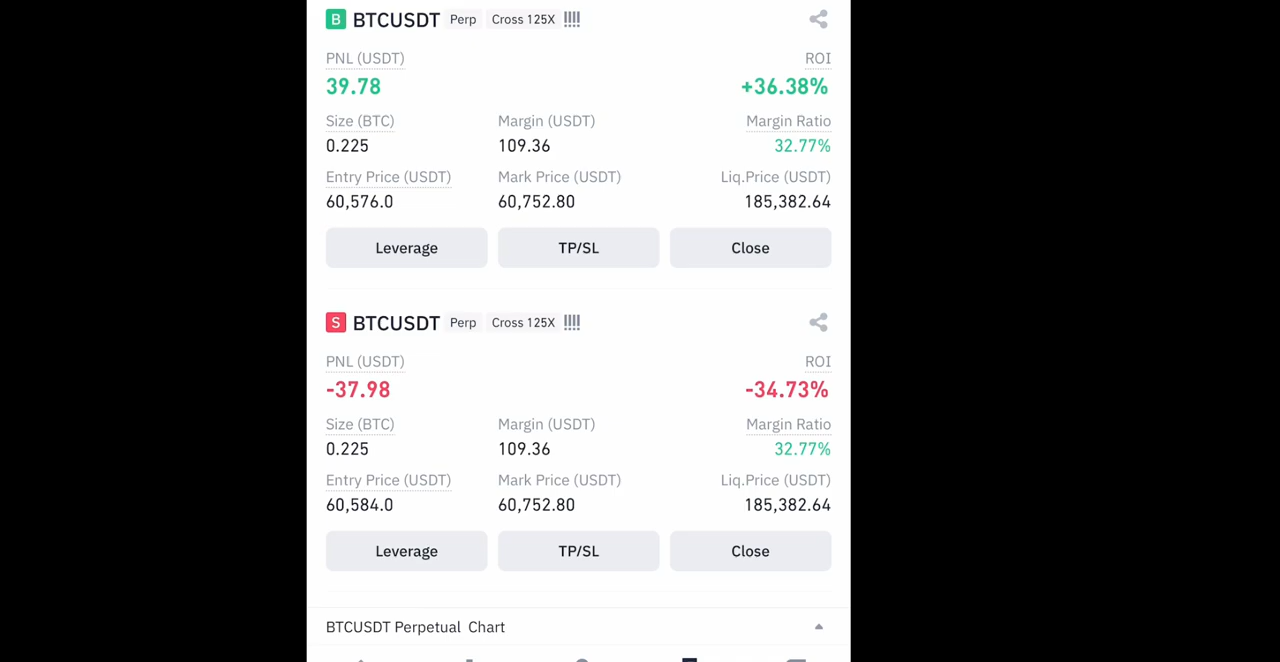 B BTCUSDT Perp Cross 125X !!!!
PNL (USDT) ROI
39.78 +36.38%
Size (BTC) Margin (USDT) Margin Ratio
0.225 109.36 32.77%
Entry Price (USDT) Mark Price (USDT) Liq.Price (USDT)
60,576.0 60,752.80 185,382.64
Leverage TP/SL Close
S BTCUSDT Perp Cross 125X !!!!
PNL (USDT) ROI
-37.98 -34.73%
Size (BTC) Margin (USDT) Margin Ratio
0.225 109.36 32.77%
Entry Price (USDT) Mark Price (USDT) Liq.Price (USDT)
60,584.0 60,752.80 185,382.64
Leverage TP/SL Close
BTCUSDT Perpetual Chart